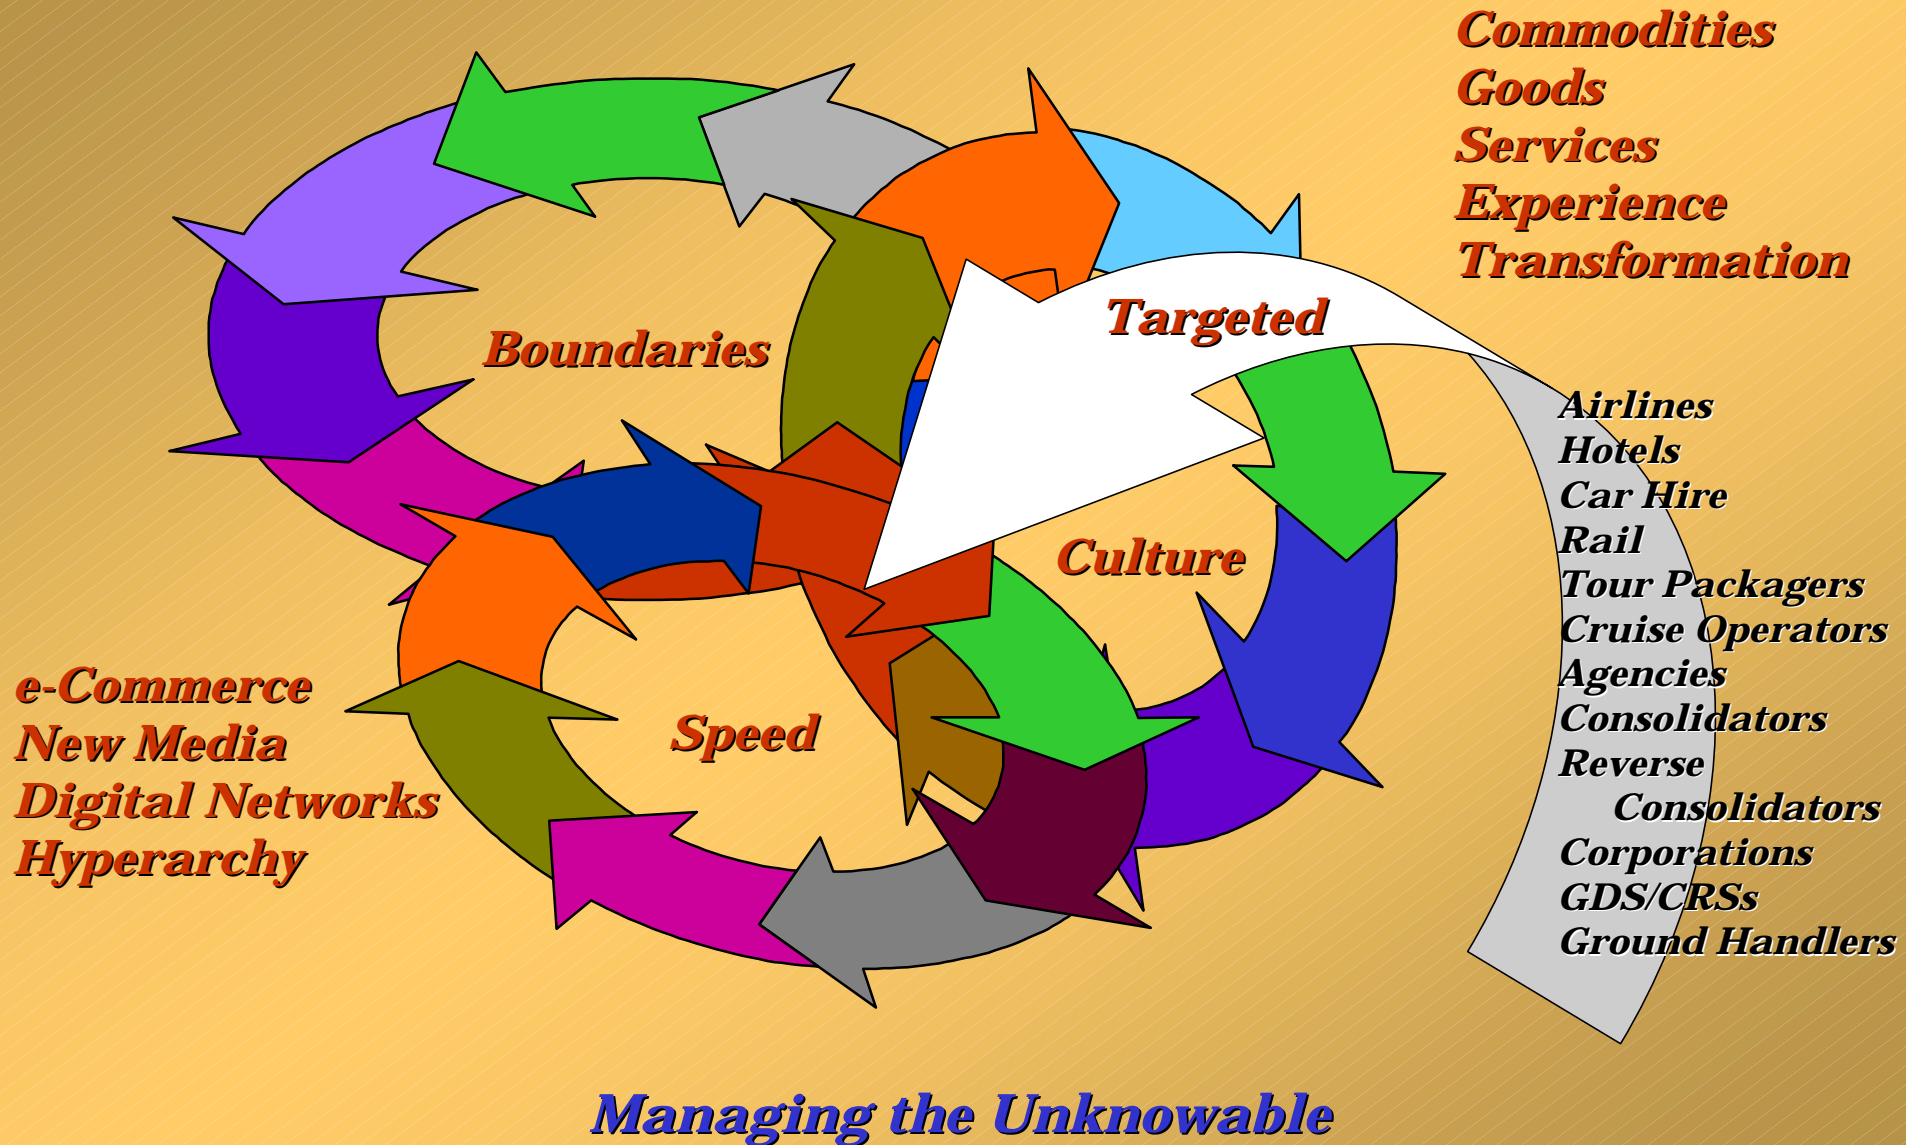 Commodities
Goods
Services
Experience
Transformation
Targeted
Boundaries
Airlines
Hotels
Car Hire
Rail
Tour Packagers
Cruise Operators
Agencies
Consolidators
Reverse
Consolidators
Corporations
GDS/CRSs
Ground Handlers
Culture
Speed
e-Commerce
New Media
Digital Networks
Hyperarchy
Managing the Unknowable